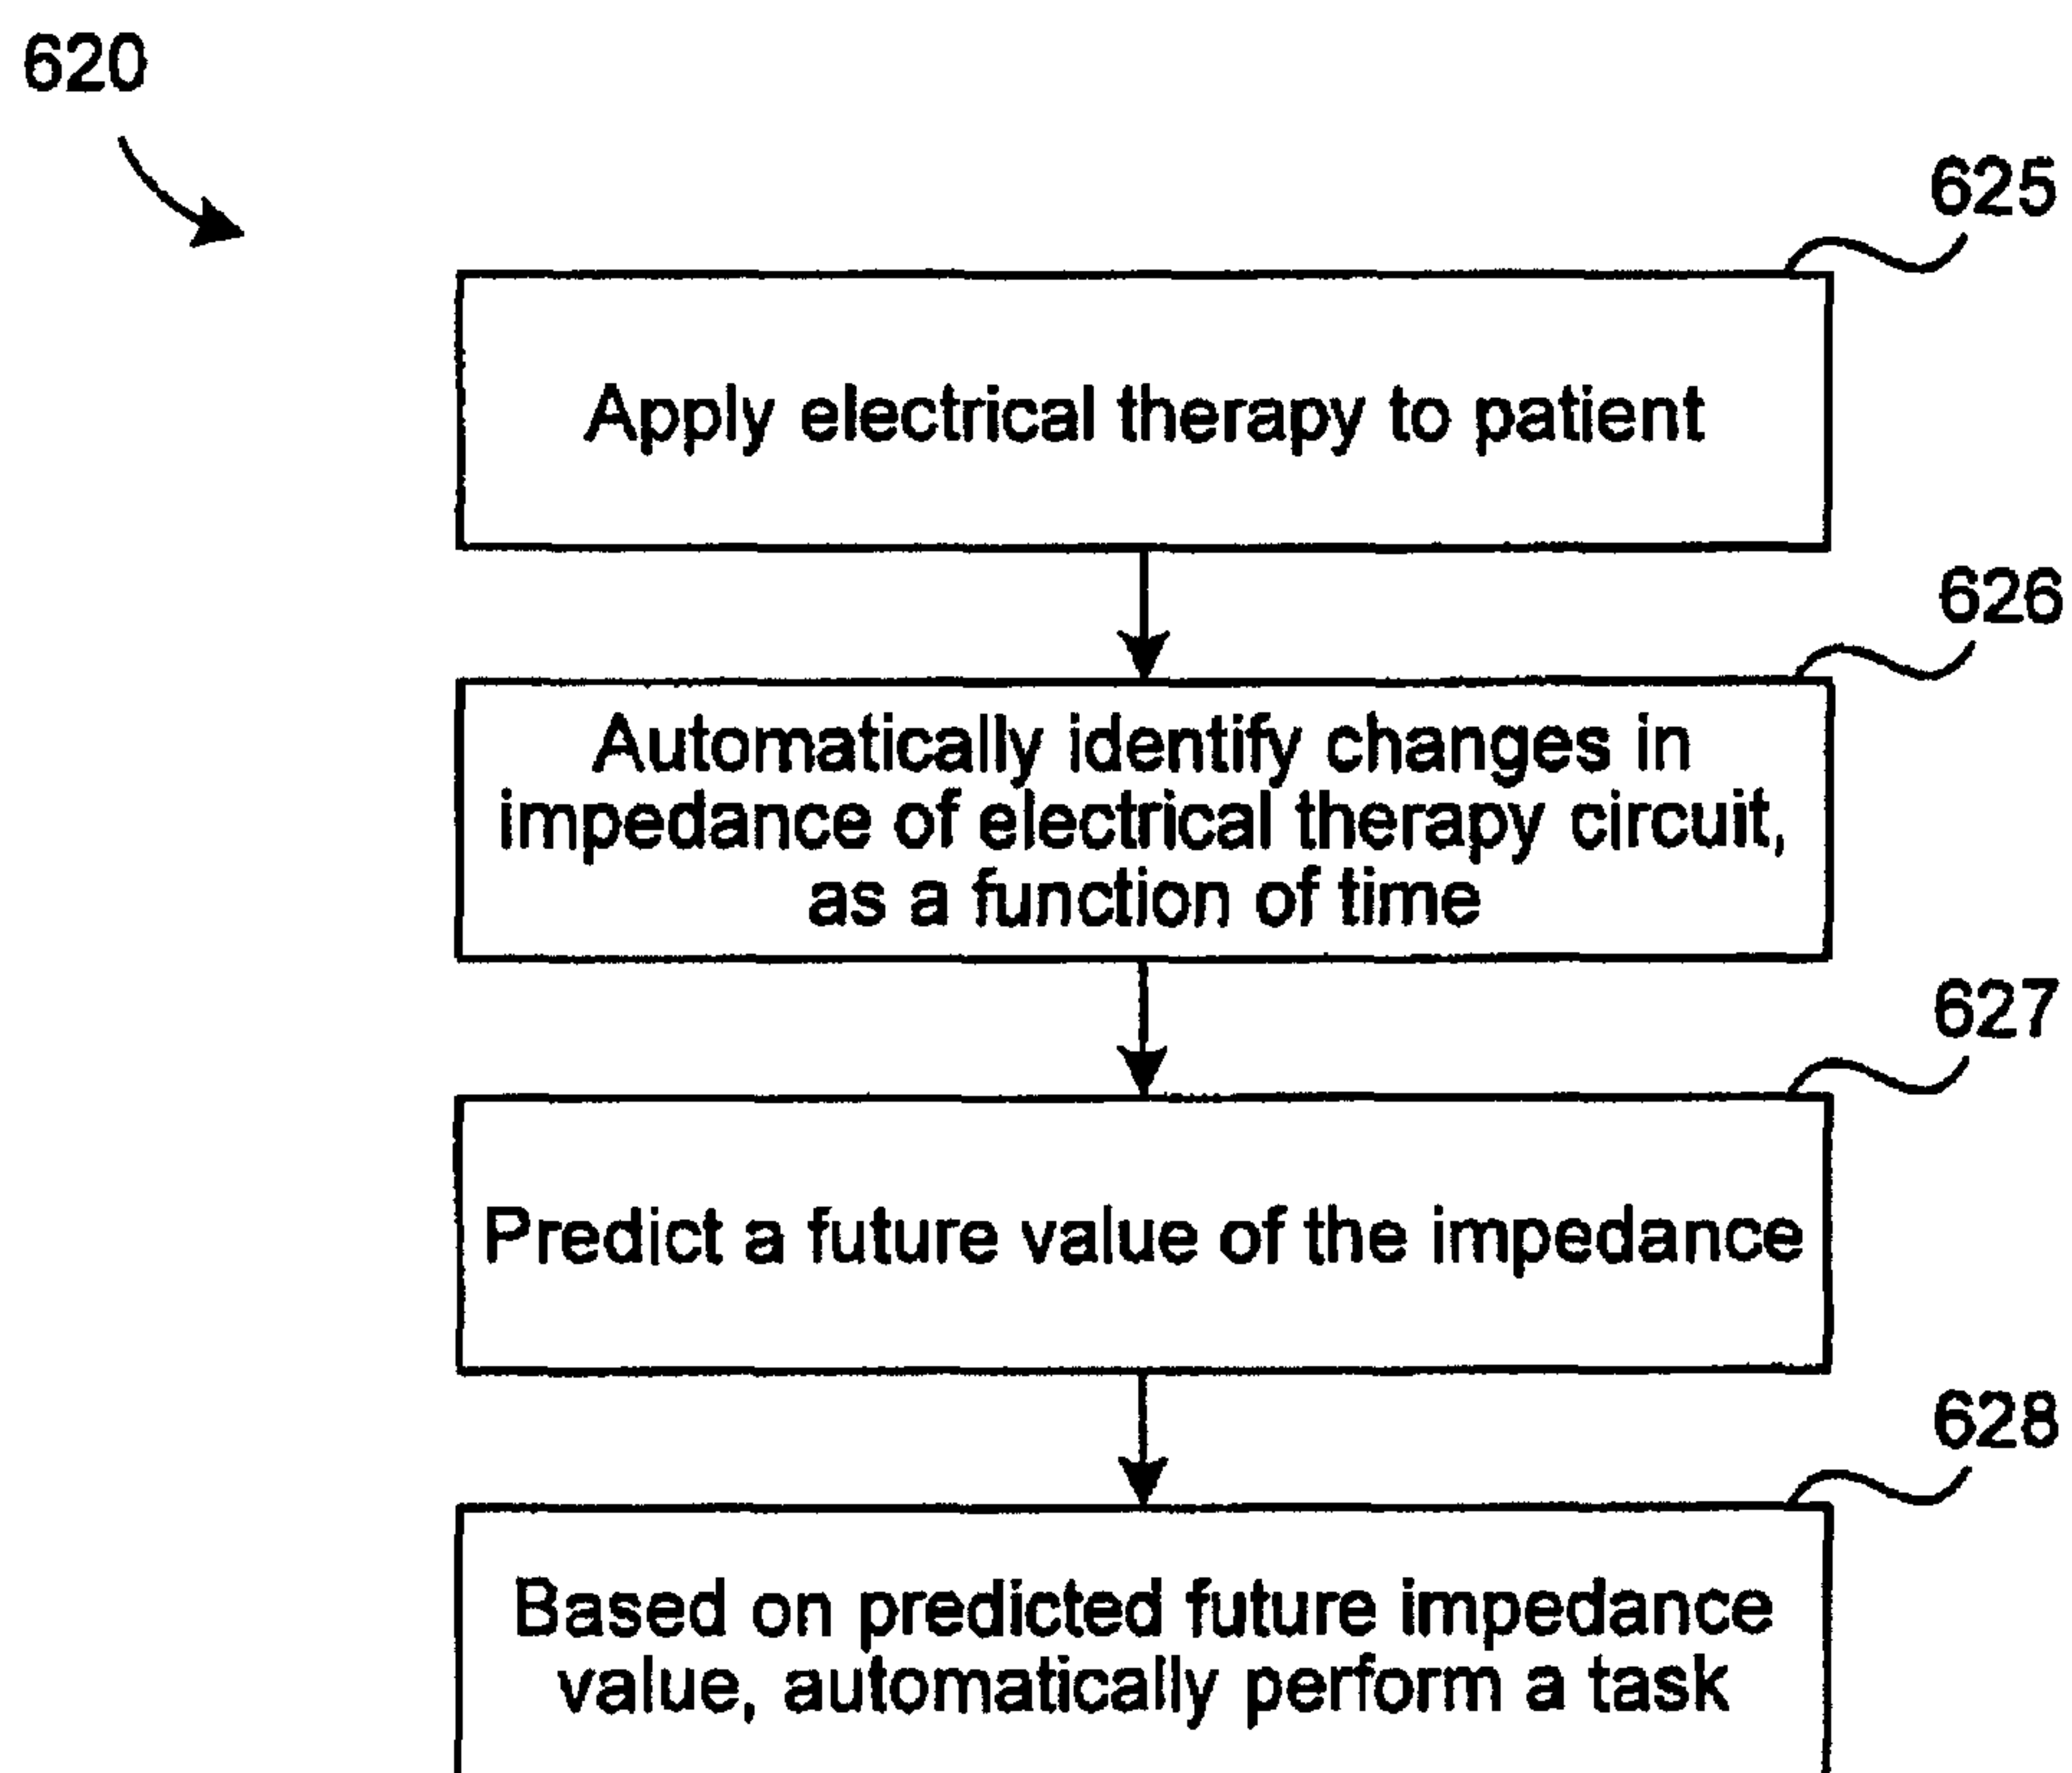 620
625
Apply electrical therapy to patient
626
Automatically identify changes in
impedance of electrical therapy circuit,
as a function of time
627
Predict a future value of the impedance
628
Based on predicted future impedance
value, automatically perform a task